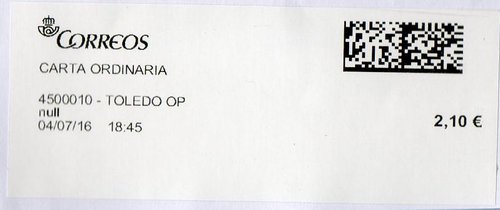 CORREOS
CARTA ORDINARIA
4500010 - TOLEDO OP
null
04/07/16 18:45
2,10 €